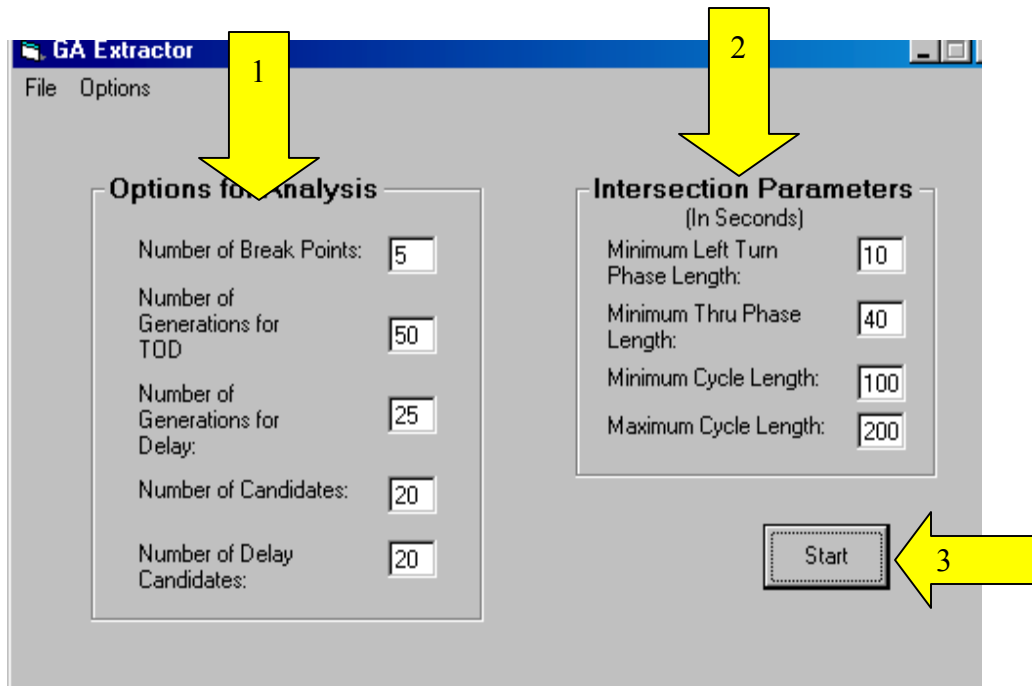 GA Extractor
1
2
File Options
Options for Analysis
Number of Break Points: 5
Number of
Generations for
TOD
50
Number of
Generations for
Delay:
25
Number of Candidates: 20
Number of Delay
Candidates:
20
Intersection Parameters
(In Seconds)
Minimum Left Turn
Phase Length:
10
Minimum Thru Phase
Length:
40
Minimum Cycle Length: 100
Maximum Cycle Length: 200
Start
3